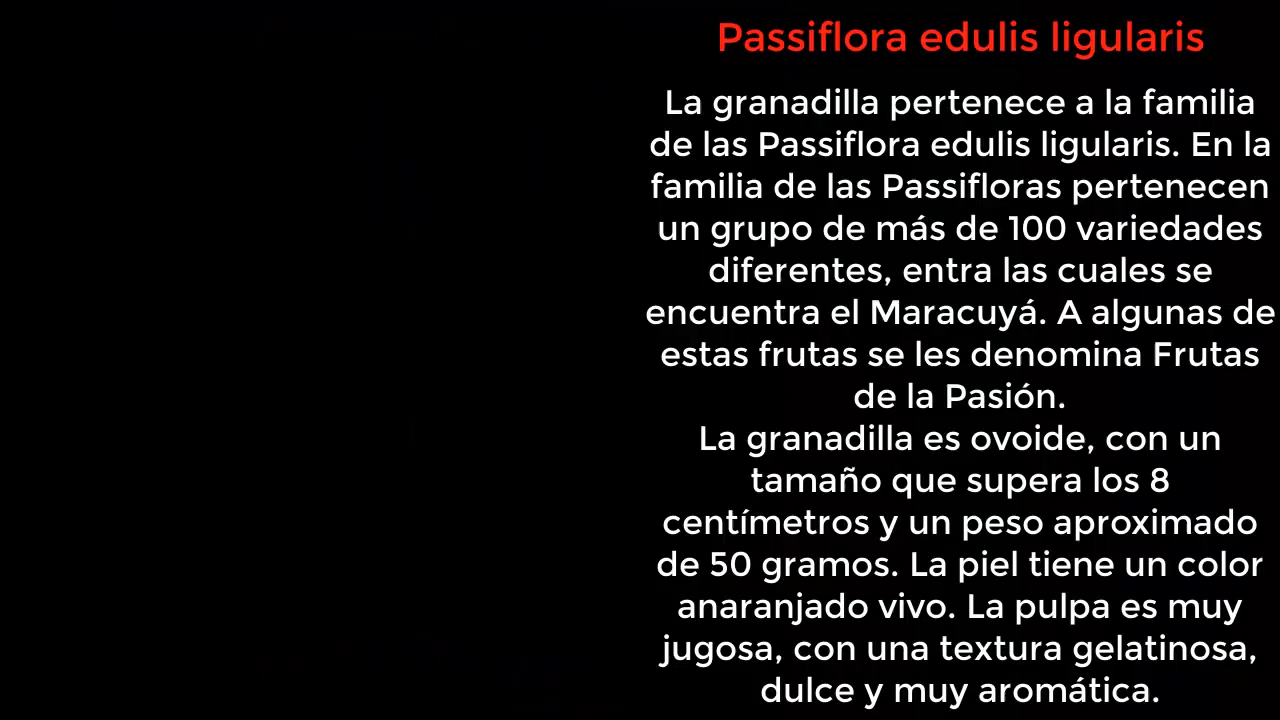 Passiflora edulis ligularis
La granadilla pertenece a la familia
de las Passiflora edulis ligularis. En la
familia de las Passifloras pertenecen
un grupo de más de 100 variedades
diferentes, entra las cuales se
encuentra el Maracuyá. A algunas de
estas frutas se les denomina Frutas
de la Pasión.
La granadilla es ovoide, con un
tamaño que supera los 8
centímetros y un peso aproximado
de 50 gramos. La piel tiene un color
anaranjado vivo. La pulpa es muy
jugosa, con una textura gelatinosa,
dulce y muy aromática.